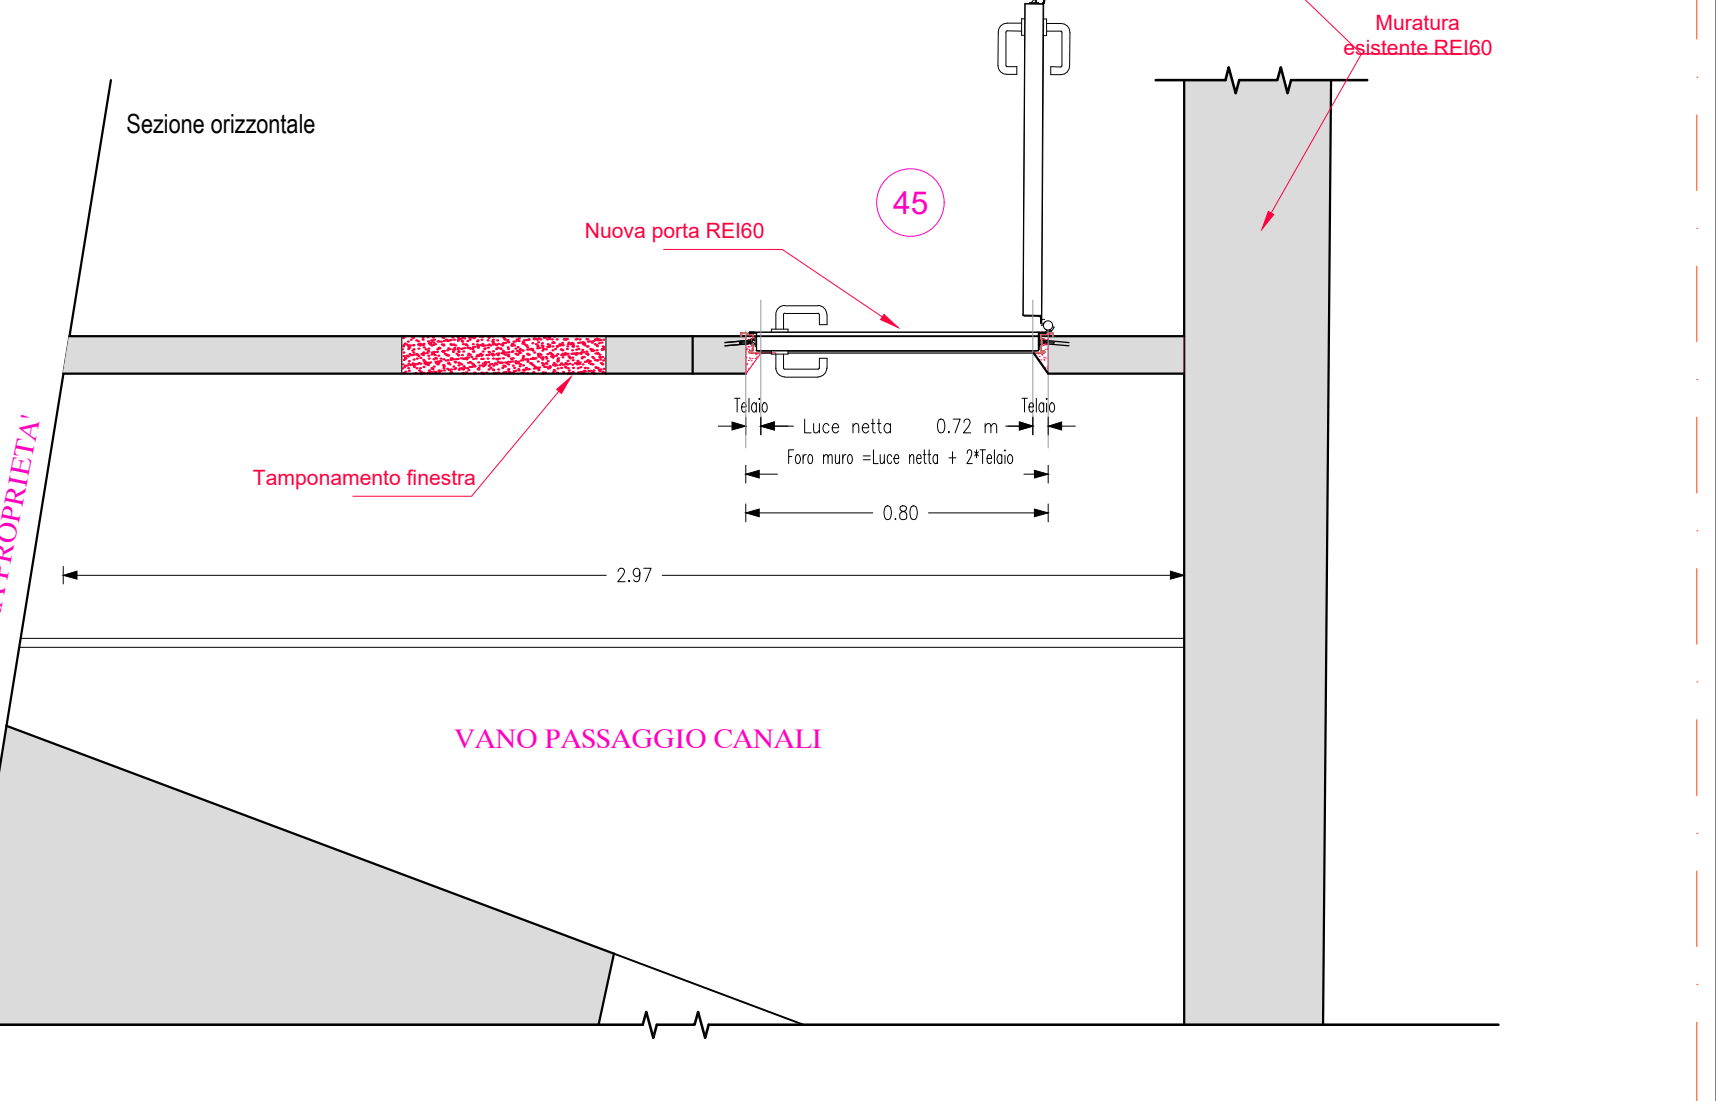 Muratura
esistente REI60
Sezione orizzontale
45
Nuova porta REI60
Telaio
Telaio
Luce netta 0.72 m
Foro muro =Luce netta + 2*Telaio
Tamponamento finestra
0.80
2.97
PROPRIETA'
VANO PASSAGGIO CANALI